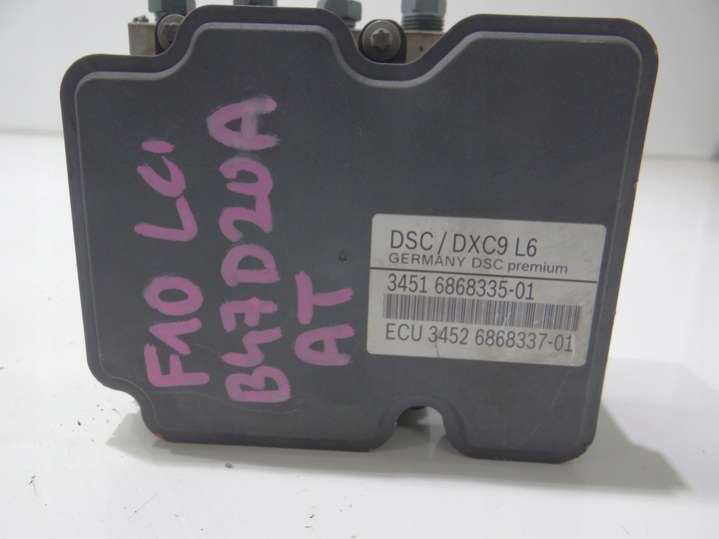 F10 LCI
B47D20A
AT
DSC / DXC9 L6
GERMANY DSC premium
3451 6868335-01
ECU 3452 6868337-01